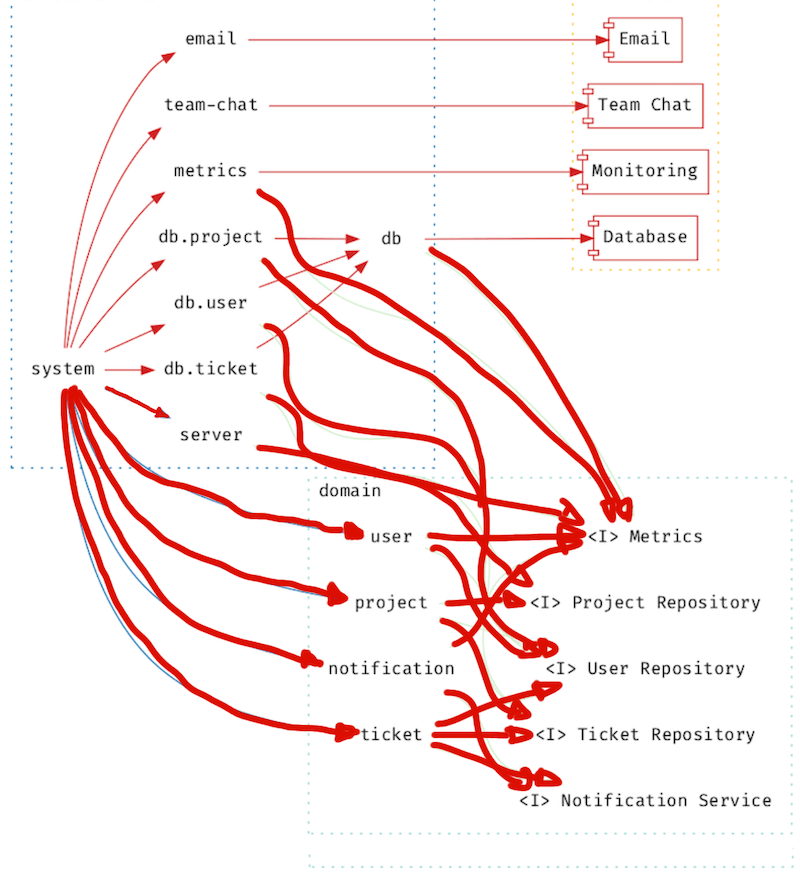 email
Email
team-chat
Team Chat
metrics
Monitoring
db.project
db
Database
db.user
system
db.ticket
server
domain
user
<I> Metrics
project
<I> Project Repository
notification
<I> User Repository
ticket
<I> Ticket Repository
<I> Notification Service